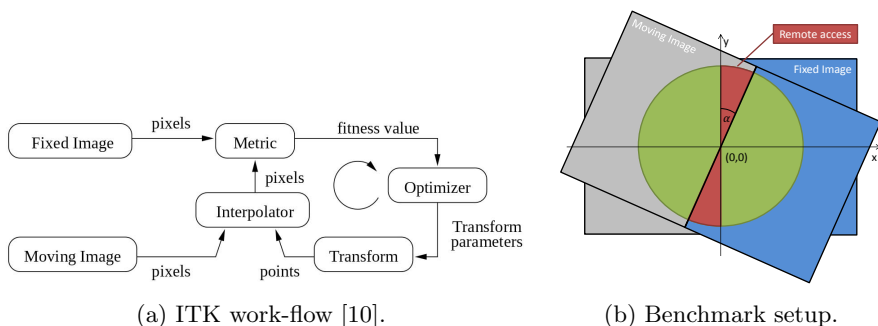 pixels
fitness value
Fixed Image
Metric
pixels
Optimizer
Interpolator
Transform
parameters
Moving Image
Transform
pixels
points
(a) ITK work-flow [10].
Moving Image
y
Remote access
Fixed Image
α
(0,0)
x
(b) Benchmark setup.